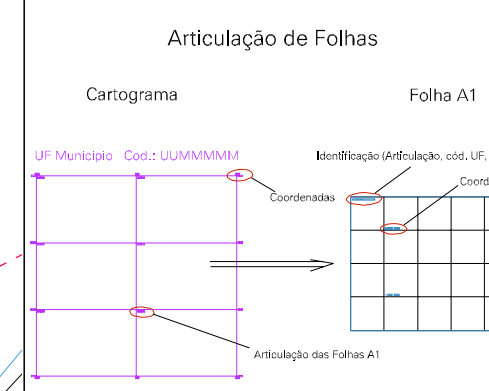 Articulação de Folhas
Cartograma
Folha A1
UF Municipio Cod.: UUMMMMM
Identificação (Articulação, cód. UF,
Coord
Coordenadas
Articulação das Folhas A1